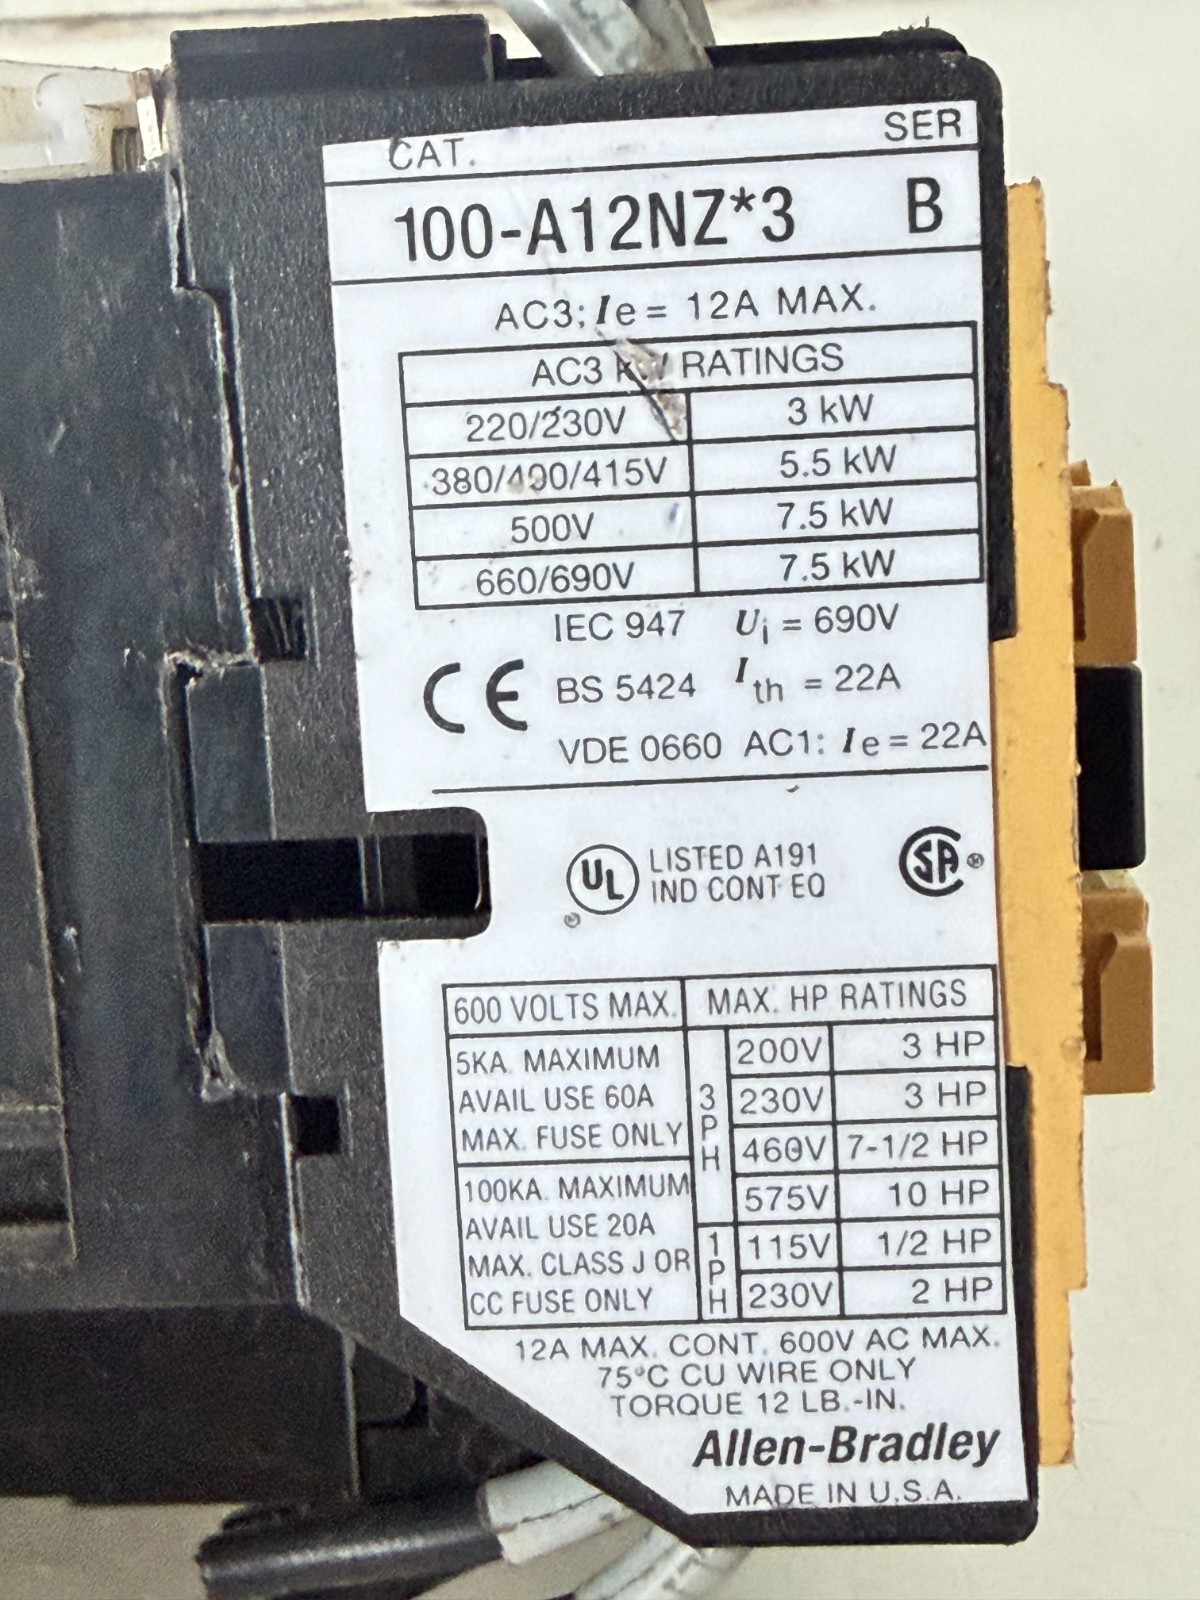 CAT. SER
100-A12NZ*3 B
AC3; Ie = 12A MAX.
AC3 kW RATINGS
220/230V 3 kW
380/400/415V 5.5 kW
500V 7.5 kW
660/690V 7.5 kW
IEC 947 Ui = 690V
CE BS 5424 Ith = 22A
VDE 0660 AC1: Ie = 22A
UL LISTED A191
IND CONT EQ
® SA ®
600 VOLTS MAX. MAX. HP RATINGS
5KA. MAXIMUM
AVAIL USE 60A
MAX. FUSE ONLY
100KA. MAXIMUM
AVAIL USE 20A
MAX. CLASS J OR
CC FUSE ONLY
3PH
200V 3 HP
230V 3 HP
460V 7-1/2 HP
575V 10 HP
1PH
115V 1/2 HP
230V 2 HP
12A MAX. CONT. 600V AC MAX.
75°C CU WIRE ONLY
TORQUE 12 LB.-IN.
Allen-Bradley
MADE IN U.S.A.